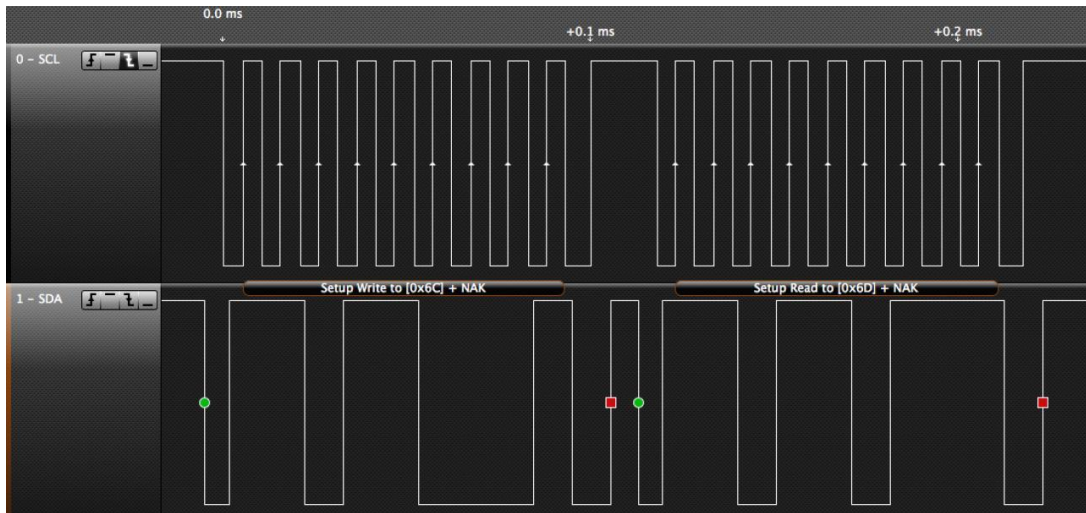 0.0 ms
+0.1 ms
+0.2 ms
0 - SCL
Setup Write to [0x6C] + NAK
Setup Read to [0x6D] + NAK
1 - SDA